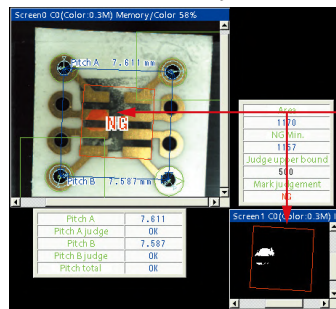 Screen0 C0(Color:0.3M) Memory/Color 58%
Pitch A 7.611mm
NG
Pitch B 7.587mm
Area
1170
NG Min.
1157
Judge upper bound
500
Mark judgement
NG
Pitch A 7.611
Pitch A judge OK
Pitch B 7.587
Pitch B judge OK
Pitch total OK
Screen1 C0(Color:0.3M)